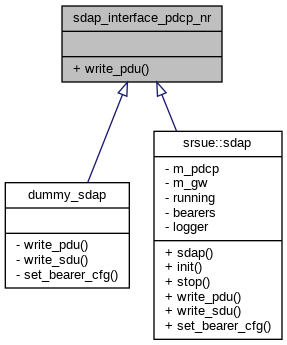 sdap_interface_pdcp_nr
+ write_pdu()
dummy_sdap
- write_pdu()
- write_sdu()
- set_bearer_cfg()
srsue::sdap
- m_pdcp
- m_gw
- running
- bearers
- logger
+ sdap()
+ init()
+ stop()
+ write_pdu()
+ write_sdu()
+ set_bearer_cfg()